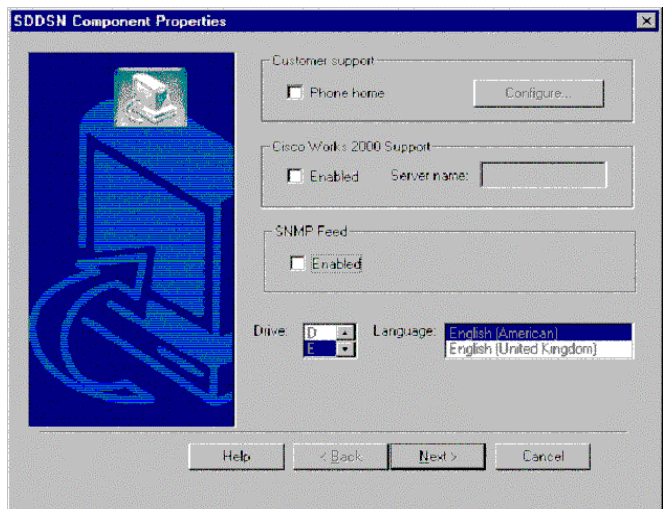 SDDSN Component Properties
Customer support
Phone home
Configure...
Cisco Works 2000 Support
Enabled
Server name:
SNMP Feed
Enabled
Drive: D
E
Language: English (American)
English (United Kingdom)
Help
< Back
Next >
Cancel